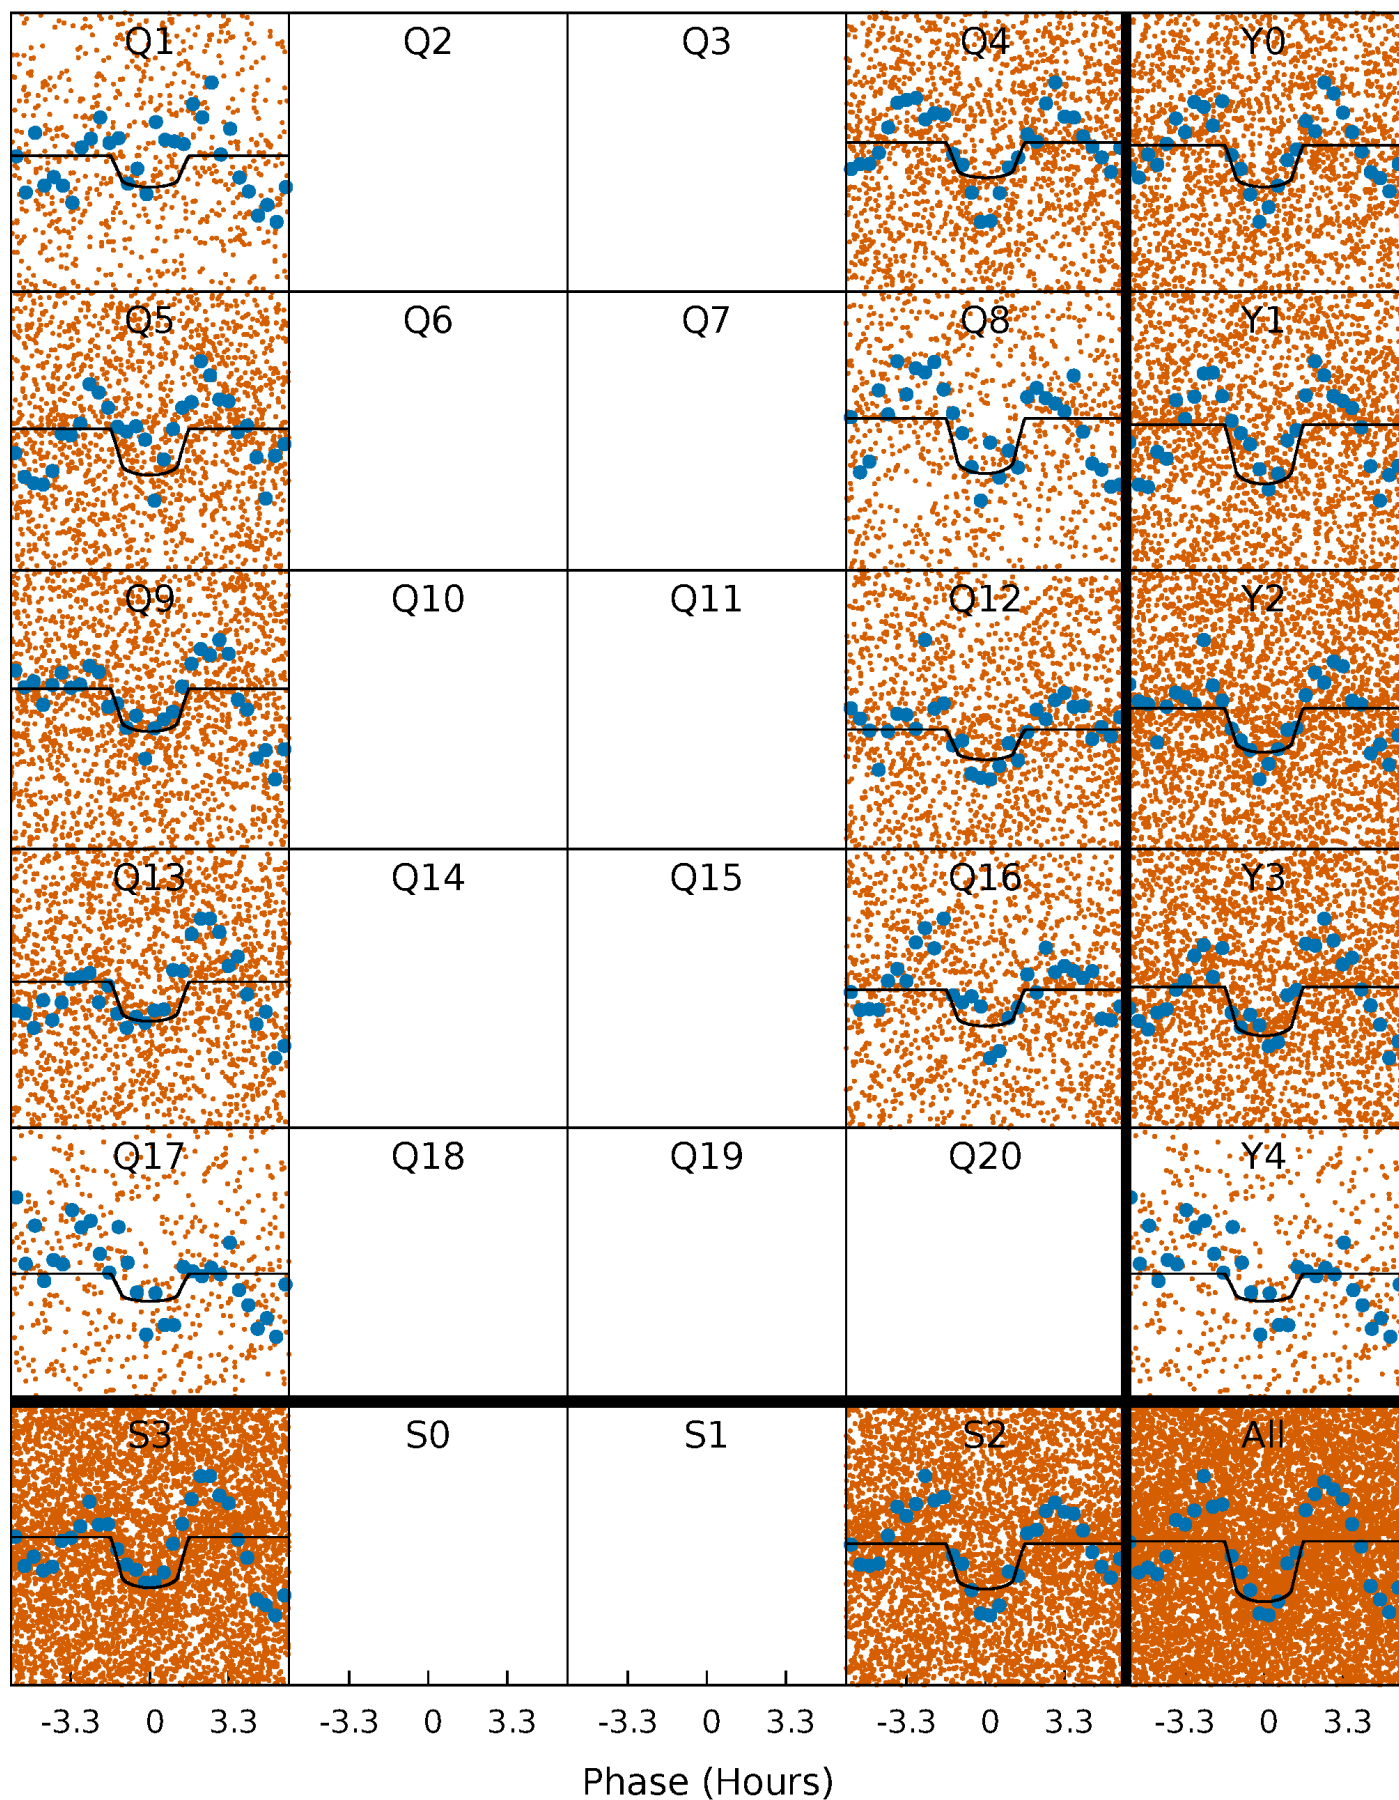 Q1 Q2 Q3 Q4 Y0
Q5 Q6 Q7 Q8 Y1
Q9 Q10 Q11 Q12 Y2
Q13 Q14 Q15 Q16 Y3
Q17 Q18 Q19 Q20 Y4
S3 S0 S1 S2 All
-3.3 0 3.3 -3.3 0 3.3 -3.3 0 3.3 -3.3 0 3.3 -3.3 0 3.3
Phase (Hours)